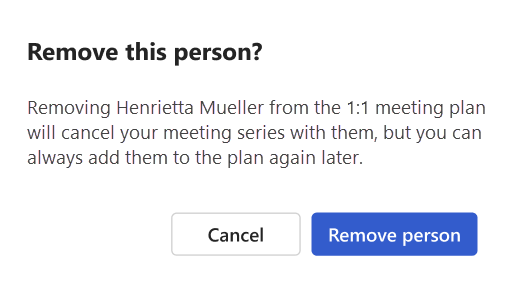 Remove this person?
Removing Henrietta Mueller from the 1:1 meeting plan
will cancel your meeting series with them, but you can
always add them to the plan again later.
Cancel
Remove person